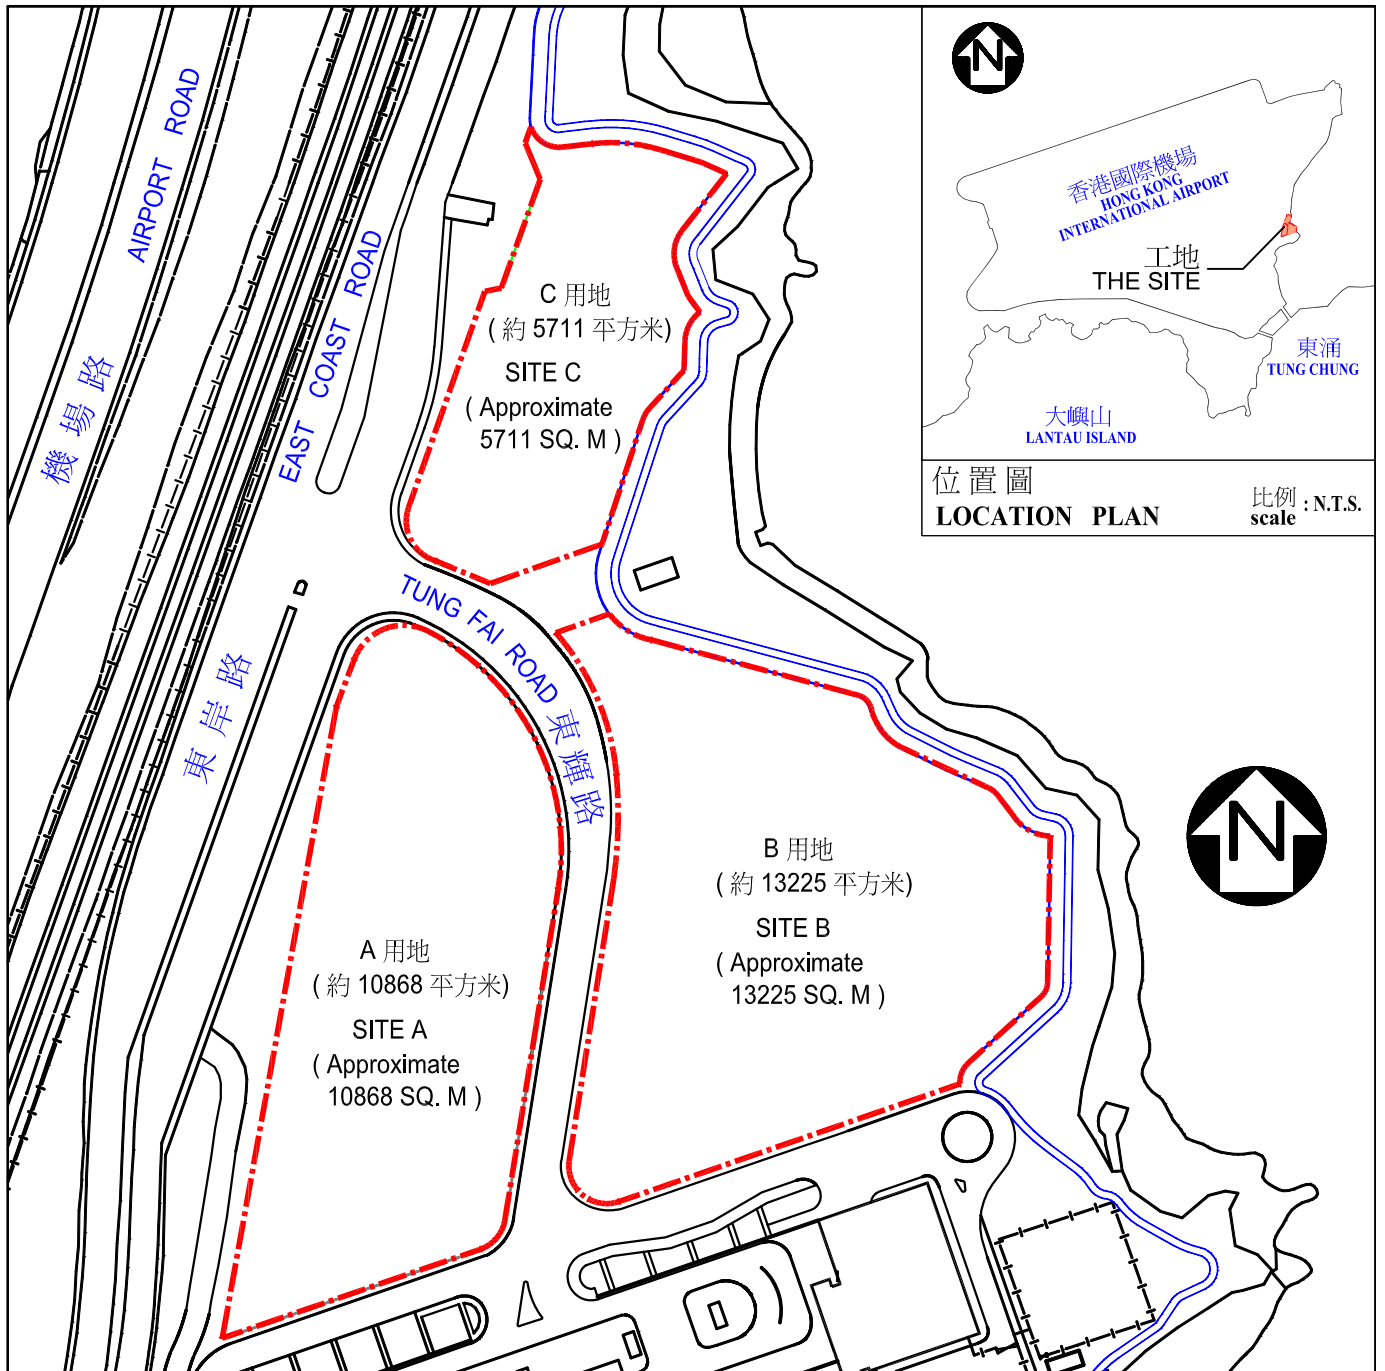 AIRPORT ROAD
機場路
EAST COAST ROAD
東岸路
C 用地
( 約 5711 平方米)
SITE C
( Approximate
5711 SQ. M )
TUNG FAI ROAD 東輝路
A 用地
( 約 10868 平方米)
SITE A
( Approximate
10868 SQ. M )
B 用地
( 約 13225 平方米)
SITE B
( Approximate
13225 SQ. M )
N
N
香港國際機場
HONG KONG
INTERNATIONAL AIRPORT
工地
THE SITE
東涌
TUNG CHUNG
大嶼山
LANTAU ISLAND
位置圖
LOCATION PLAN
比例 : N.T.S.
scale